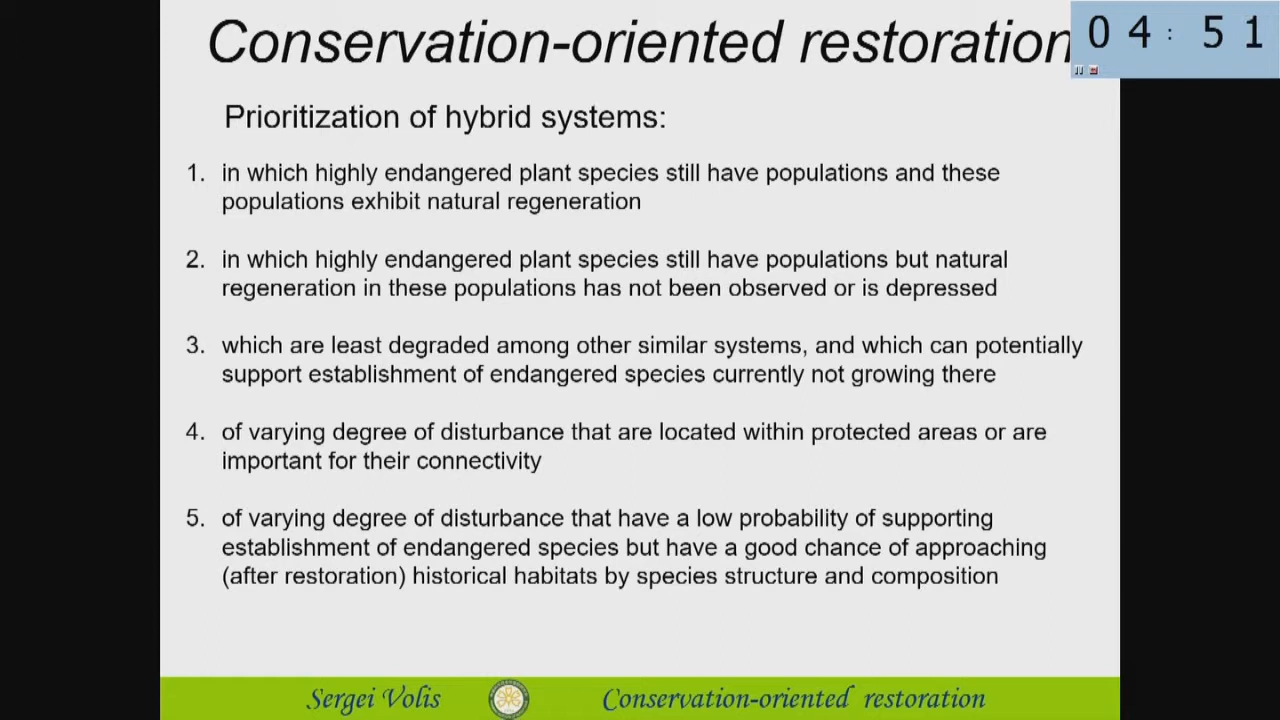 Conservation-oriented restoration
04:51
Prioritization of hybrid systems:
1. in which highly endangered plant species still have populations and these
populations exhibit natural regeneration
2. in which highly endangered plant species still have populations but natural
regeneration in these populations has not been observed or is depressed
3. which are least degraded among other similar systems, and which can potentially
support establishment of endangered species currently not growing there
4. of varying degree of disturbance that are located within protected areas or are
important for their connectivity
5. of varying degree of disturbance that have a low probability of supporting
establishment of endangered species but have a good chance of approaching
(after restoration) historical habitats by species structure and composition
Sergei Volis
Conservation-oriented restoration